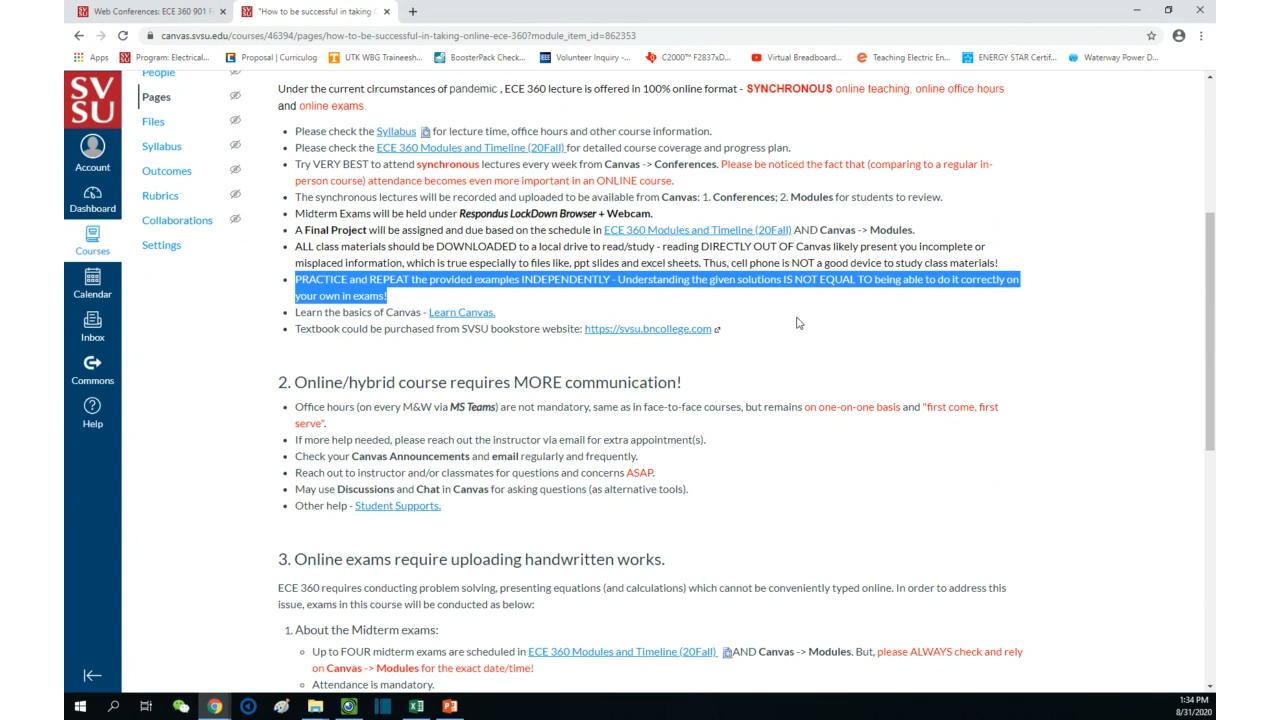 Web Conferences: ECE 360 901 F
"How to be successful in taking
canvas.svsu.edu/courses/46394/pages/how-to-be-successful-in-taking-online-ece-360?module_item_id=862353
Apps
Program: Electrical...
Proposal | Curriculog
UTK WBG Traineesh...
BoosterPack Check...
Volunteer Inquiry -...
C2000™ F2837xD...
Virtual Breadboard...
Teaching Electric En...
ENERGY STAR Certif...
Waterway Power D...
SV
SU
Account
Dashboard
Courses
Calendar
Inbox
Commons
Help
People
Pages
Files
Syllabus
Outcomes
Rubrics
Collaborations
Settings
Under the current circumstances of pandemic , ECE 360 lecture is offered in 100% online format - SYNCHRONOUS online teaching, online office hours
and online exams.
Please check the Syllabus for lecture time, office hours and other course information.
Please check the ECE 360 Modules and Timeline (20Fall) for detailed course coverage and progress plan.
Try VERY BEST to attend synchronous lectures every week from Canvas -> Conferences. Please be noticed the fact that (comparing to a regular in-
person course) attendance becomes even more important in an ONLINE course.
The synchronous lectures will be recorded and uploaded to be available from Canvas: 1. Conferences; 2. Modules for students to review.
Midterm Exams will be held under Respondus LockDown Browser + Webcam.
A Final Project will be assigned and due based on the schedule in ECE 360 Modules and Timeline (20Fall) AND Canvas -> Modules.
ALL class materials should be DOWNLOADED to a local drive to read/study - reading DIRECTLY OUT OF Canvas likely present you incomplete or
misplaced information, which is true especially to files like, ppt slides and excel sheets. Thus, cell phone is NOT a good device to study class materials!
PRACTICE and REPEAT the provided examples INDEPENDENTLY - Understanding the given solutions IS NOT EQUAL TO being able to do it correctly on
your own in exams!
Learn the basics of Canvas - Learn Canvas.
Textbook could be purchased from SVSU bookstore website: https://svsu.bncollege.com
2. Online/hybrid course requires MORE communication!
Office hours (on every M&W via MS Teams) are not mandatory, same as in face-to-face courses, but remains on one-on-one basis and "first come, first
serve".
If more help needed, please reach out the instructor via email for extra appointment(s).
Check your Canvas Announcements and email regularly and frequently.
Reach out to instructor and/or classmates for questions and concerns ASAP.
May use Discussions and Chat in Canvas for asking questions (as alternative tools).
Other help - Student Supports.
3. Online exams require uploading handwritten works.
ECE 360 requires conducting problem solving, presenting equations (and calculations) which cannot be conveniently typed online. In order to address this
issue, exams in this course will be conducted as below:
1. About the Midterm exams:
Up to FOUR midterm exams are scheduled in ECE 360 Modules and Timeline (20Fall) AND Canvas -> Modules. But, please ALWAYS check and rely
on Canvas -> Modules for the exact date/time!
Attendance is mandatory.
1:34 PM
8/31/2020